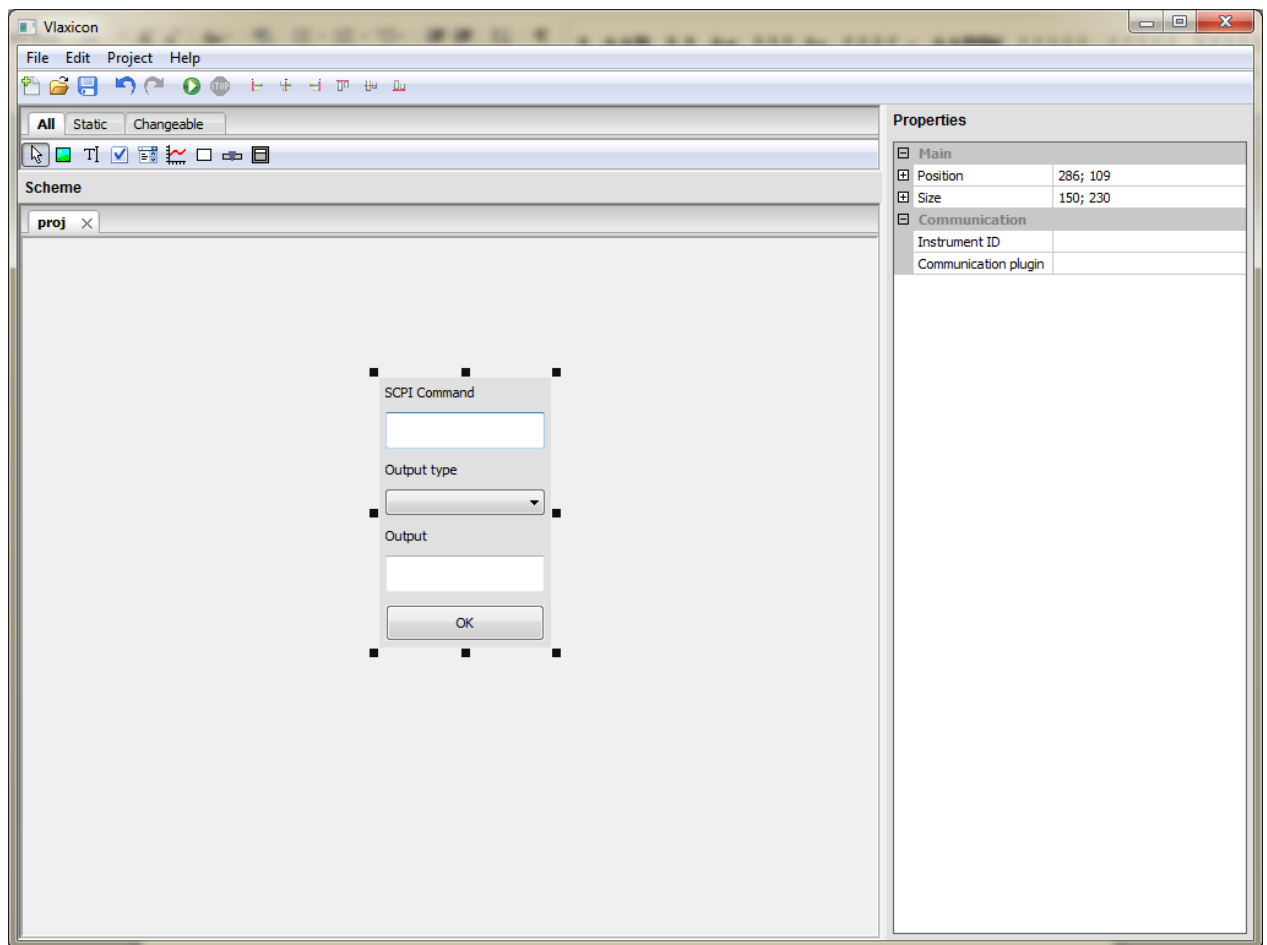 Vlaxicon
File Edit Project Help
STOP
All Static Changeable
T
Scheme
proj
SCPI Command
Output type
Output
OK
Properties
Main
Position 286; 109
Size 150; 230
Communication
Instrument ID
Communication plugin